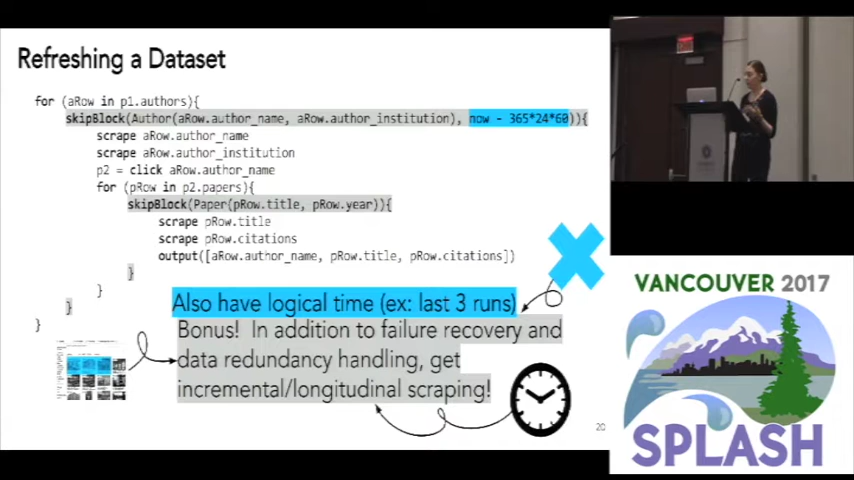 Refreshing a Dataset
for (aRow in p1.authors){
skipBlock(Author(aRow.author_name, aRow.author_institution), now - 365*24*60)){
scrape aRow.author_name
scrape aRow.author_institution
p2 = click aRow.author_name
for (pRow in p2.papers){
skipBlock(Paper(pRow.title, pRow.year)){
scrape pRow.title
scrape pRow.citations
output([aRow.author_name, pRow.title, pRow.citations])
}
}
}
}
Also have logical time (ex: last 3 runs)
Bonus! In addition to failure recovery and
data redundancy handling, get
incremental/longitudinal scraping!
20
VANCOUVER 2017
SPLASH